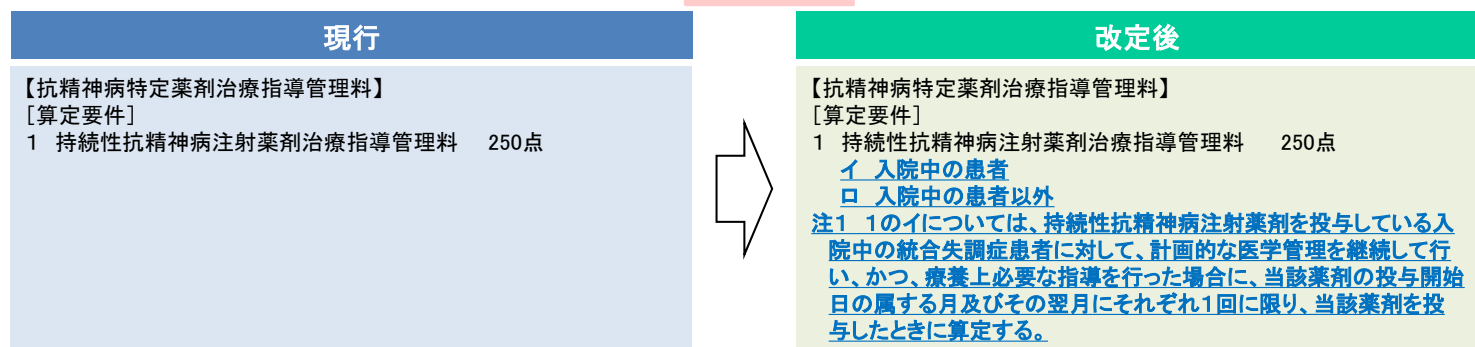 現行
【抗精神病特定薬剤治療指導管理料】
[算定要件]
1 持続性抗精神病注射薬剤治療指導管理料 250点
改定後
【抗精神病特定薬剤治療指導管理料】
[算定要件]
1 持続性抗精神病注射薬剤治療指導管理料 250点
イ 入院中の患者
ロ 入院中の患者以外
注1 1のイについては、持続性抗精神病注射薬剤を投与している入
院中の統合失調症患者に対して、計画的な医学管理を継続して行
い、かつ、療養上必要な指導を行った場合に、当該薬剤の投与開始
日の属する月及びその翌月にそれぞれ1回に限り、当該薬剤を投
与したときに算定する。